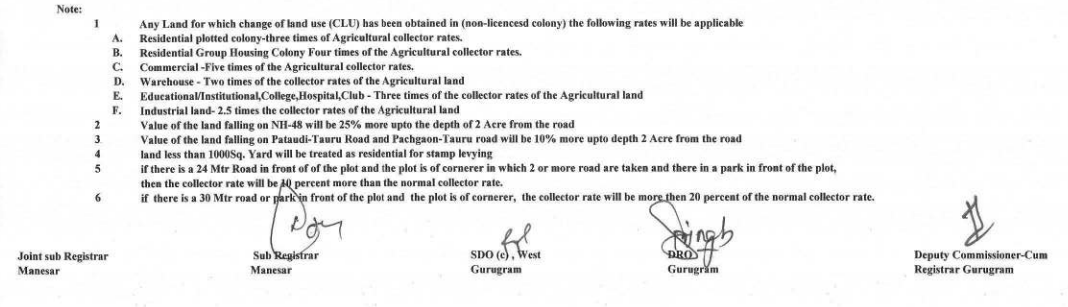 Note:
1 Any Land for which change of land use (CLU) has been obtained in (non-licencesd colony) the following rates will be applicable
A. Residential plotted colony-three times of Agricultural collector rates.
B. Residential Group Housing Colony Four times of the Agricultural collector rates.
C. Commercial -Five times of the Agricultural collector rates.
D. Warehouse - Two times of the collector rates of the Agricultural land
E. Educational/Institutional,College,Hospital,Club - Three times of the collector rates of the Agricultural land
F. Industrial land- 2.5 times the collector rates of the Agricultural land
2 Value of the land falling on NH-48 will be 25% more upto the depth of 2 Acre from the road
3 Value of the land falling on Pataudi-Tauru Road and Pachgaon-Tauru road will be 10% more upto depth 2 Acre from the road
4 land less than 1000Sq. Yard will be treated as residential for stamp levying
5 if there is a 24 Mtr Road in front of of the plot and the plot is of cornerer in which 2 or more road are taken and there in a park in front of the plot,
then the collector rate will be 10 percent more than the normal collector rate.
6 if there is a 30 Mtr road or park in front of the plot and the plot is of cornerer, the collector rate will be more then 20 percent of the normal collector rate.
Joint sub Registrar Sub Registrar SDO (c) , West DRO Deputy Commissioner-Cum
Manesar Manesar Gurugram Gurugram Registrar Gurugram